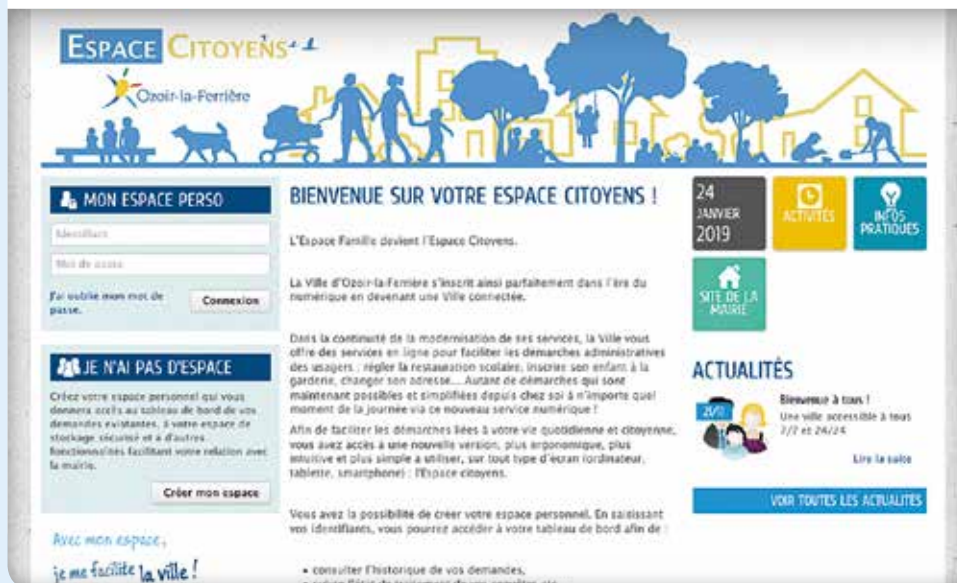 ESPACE CITOYENS
Ozoir-la-Ferrière
MON ESPACE PERSO
Identifiant
Mot de passe
J'ai oublié mon mot de
passe.
Connexion
JE N'AI PAS D'ESPACE
Créez votre espace personnel qui vous
donnera accès au tableau de bord de vos
demandes existantes, à votre espace de
stockage sécurisé et à d'autres
fonctionnalités facilitant votre relation avec
la mairie.
Créer mon espace
Avec mon espace,
je me facilite la ville !
BIENVENUE SUR VOTRE ESPACE CITOYENS !
L'Espace Famille devient l'Espace Citoyens.
La Ville d'Ozoir-la-Ferrière s'inscrit ainsi parfaitement dans l'ère du
numérique en devenant une Ville connectée.
Dans la continuité de la modernisation de ses services, la Ville vous
offre des services en ligne pour faciliter les démarches administratives
des usagers : régler la restauration scolaire, inscrire son enfant à la
garderie, changer son adresse... Autant de démarches qui sont
maintenant possibles et simplifiées depuis chez soi à n'importe quel
moment de la journée via ce nouveau service numérique !
Afin de faciliter les démarches liées à votre vie quotidienne et citoyenne,
vous avez accès à une nouvelle version, plus ergonomique, plus
intuitive et plus simple a utiliser, sur tout type d'écran (ordinateur,
tablette, smartphone) : l'Espace citoyens.
Vous avez la possibilité de créer votre espace personnel. En saisissant
vos identifiants, vous pourrez accéder à votre tableau de bord afin de :
• consulter l'historique de vos demandes,
24
JANVIER
2019
ACTIVITÉS
INFOS
PRATIQUES
SITE DE LA
MAIRIE
ACTUALITÉS
Bienvenue à tous !
Une ville accessible à tous
7/7 et 24/24
Lire la suite
VOIR TOUTES LES ACTUALITÉS